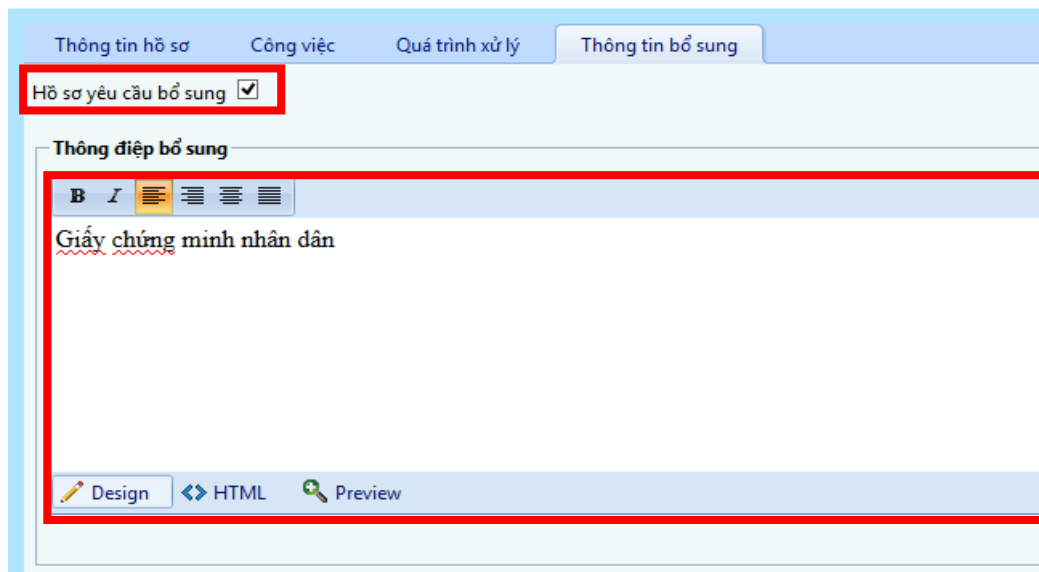 Thông tin hồ sơ Công việc Quá trình xử lý Thông tin bổ sung
Hồ sơ yêu cầu bổ sung
Thông điệp bổ sung
B I
Giấy chứng minh nhân dân
Design HTML Preview